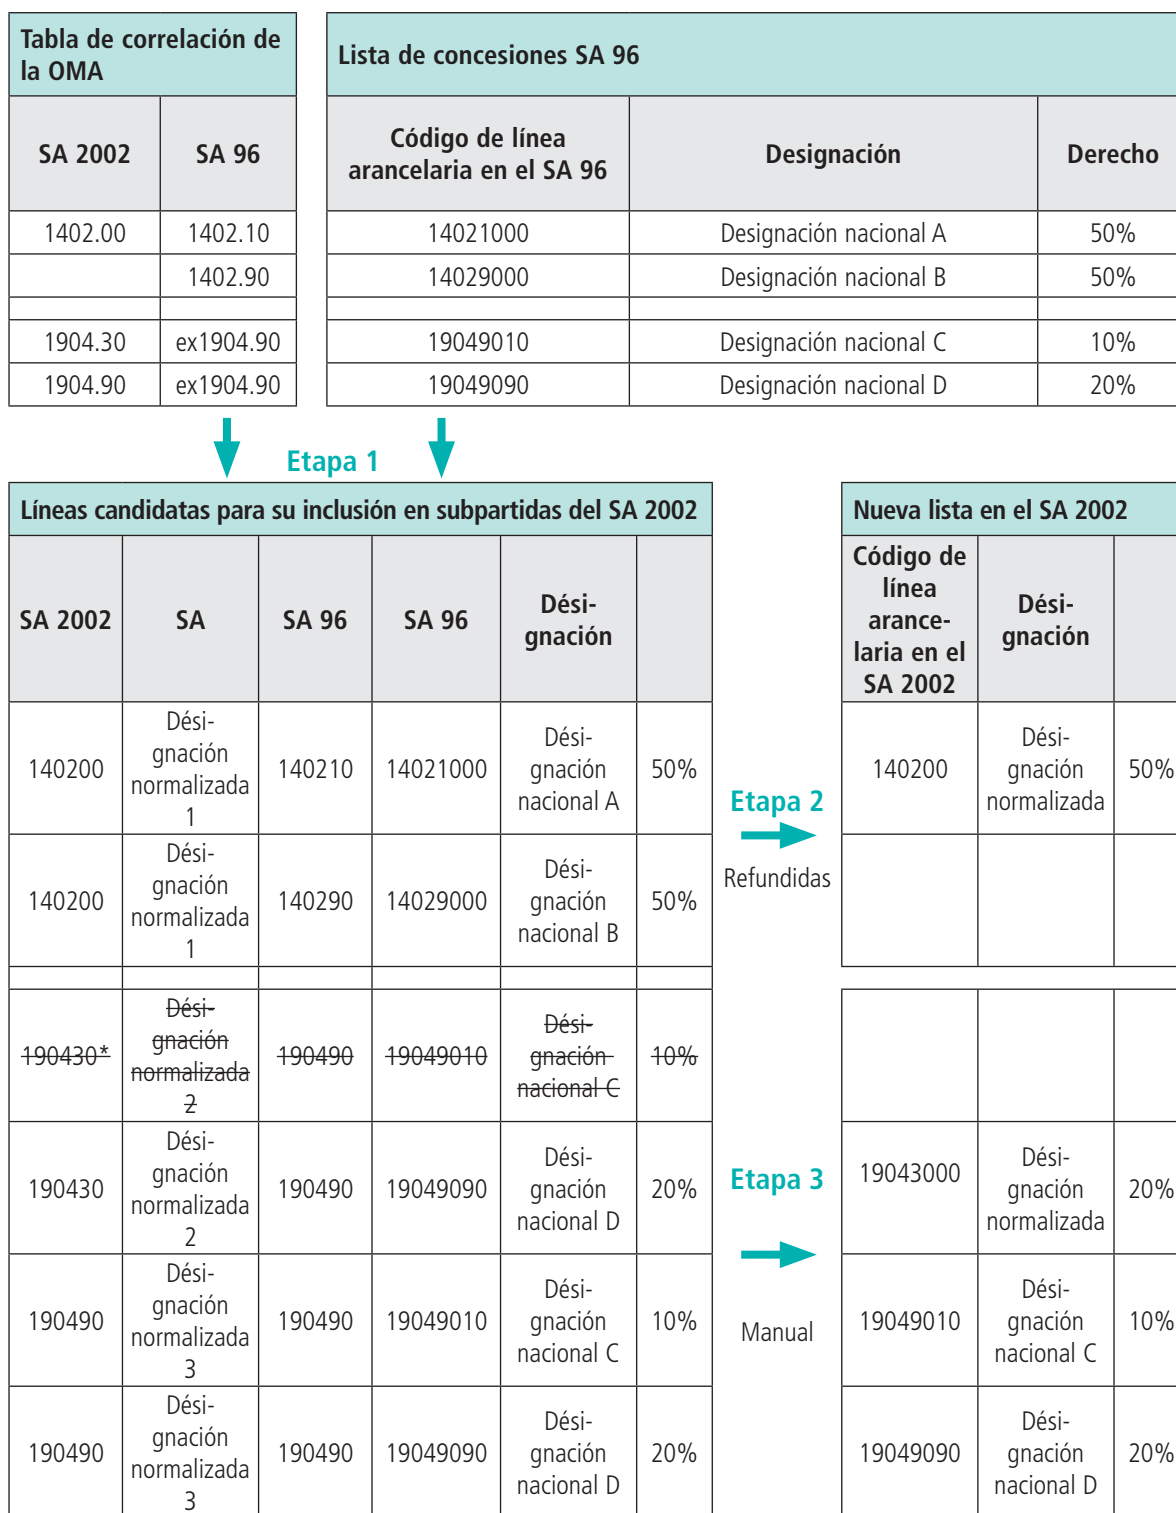 Tabla de correlación de
la OMA
Lista de concesiones SA 96
SA 2002
SA 96
Código de línea
arancelaria en el SA 96
Designación
Derecho
1402.00
1402.10
14021000
Designación nacional A
50%
1402.90
14029000
Designación nacional B
50%
1904.30
ex1904.90
19049010
Designación nacional C
10%
1904.90
ex1904.90
19049090
Designación nacional D
20%
Etapa 1
Líneas candidatas para su inclusión en subpartidas del SA 2002
Nueva lista en el SA 2002
SA 2002
SA
SA 96
SA 96
Dési-
gnación
Código de
línea
arance-
laria en el
SA 2002
Dési-
gnación
140200
Dési-
gnación
normalizada
1
140210
14021000
Dési-
gnación
nacional A
50%
Etapa 2
Refundidas
140200
Dési-
gnación
normalizada
50%
140200
Dési-
gnación
normalizada
1
140290
14029000
Dési-
gnación
nacional B
50%
190430*
Dési-
gnación
normalizada
2
190490
19049010
Dési-
gnación
nacional C
10%
190430
Dési-
gnación
normalizada
2
190490
19049090
Dési-
gnación
nacional D
20%
Etapa 3
Manual
19043000
Dési-
gnación
normalizada
20%
190490
Dési-
gnación
normalizada
3
190490
19049010
Dési-
gnación
nacional C
10%
19049010
Dési-
gnación
nacional C
10%
190490
Dési-
gnación
normalizada
3
190490
19049090
Dési-
gnación
nacional D
20%
19049090
Dési-
gnación
nacional D
20%